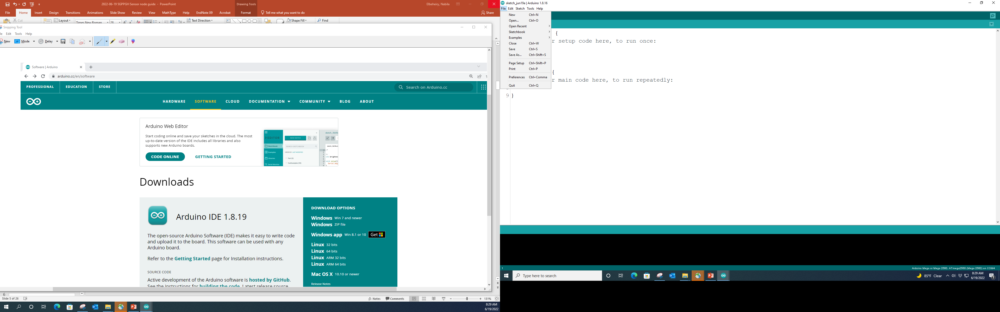 2022-06-19 5GPPGH Sensor node guide - PowerPoint
Drawing Tools
Elbeheiry, Nabila
File Home Insert Design Transitions Animations Slide Show Review View MathType Help EndNote X9 Acrobat Format Tell me what you want to do Share
Cut Layout Times New Roman 28 Text Direction Shape Fill Find
Snipping Tool
le Edit Tools Help
New Mode Delay
Software | Arduino
arduino.cc/en/software
PROFESSIONAL EDUCATION STORE Search on Arduino.cc
HARDWARE SOFTWARE CLOUD DOCUMENTATION COMMUNITY BLOG ABOUT
Arduino Web Editor
Start coding online and save your sketches in the cloud. The most
up-to-date version of the IDE includes all libraries and also
supports new Arduino boards.
CODE ONLINE GETTING STARTED
EDITOR
NEW SKETCH
Sketchbook
SEARCH SKETCHBOOK
Examples
ORDER BY LAST MODIFIED
Libraries
Serial Monitor
Downloads
Arduino IDE 1.8.19
The open-source Arduino Software (IDE) makes it easy to write code
and upload it to the board. This software can be used with any
Arduino board.
Refer to the Getting Started page for Installation instructions.
SOURCE CODE
Active development of the Arduino software is hosted by GitHub.
See the instructions for building the code. Latest release source
DOWNLOAD OPTIONS
Windows Win 7 and newer
Windows ZIP file
Windows app Win 8.1 or 10 Get
Linux 32 bits
Linux 64 bits
Linux ARM 32 bits
Linux ARM 64 bits
Mac OS X 10.10 or newer
Release Notes
6
Slide 5 of 26 Notes Comments 131%
8:29 AM
6/19/2022
sketch_jun19a | Arduino 1.8.16
File Edit Sketch Tools Help
New Ctrl+N
Open... Ctrl+O
Open Recent
Sketchbook
Examples
Close Ctrl+W
Save Ctrl+S
Save As... Ctrl+Shift+S
Page Setup Ctrl+Shift+P
Print Ctrl+P
Preferences Ctrl+Comma
Quit Ctrl+Q
{
r setup code here, to run once:
{
r main code here, to run repeatedly:
9 }
1 Arduino Mega or Mega 2560, ATmega2560 (Mega 2560) on COM4
Type here to search
85°F Clear
8:29 AM
6/19/2022
3